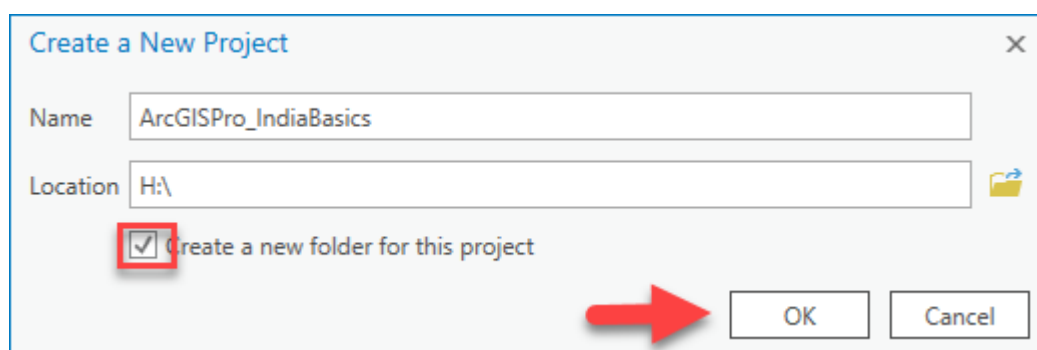 Create a New Project
Name ArcGISPro_IndiaBasics
Location H:\
Create a new folder for this project
OK Cancel